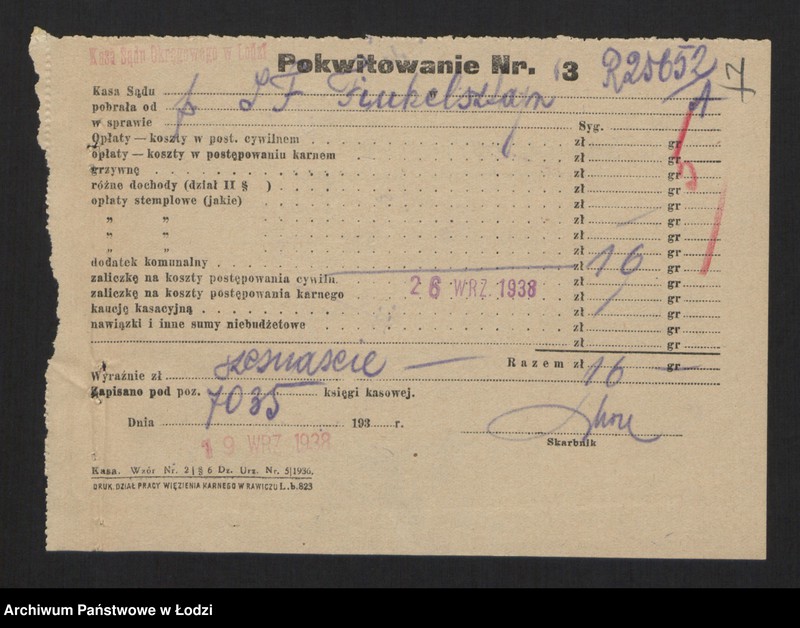 Kasa Sądu Okręgowego w Łodzi
Pokwitowanie Nr. 3 R25652
A 17
Kasa Sądu
pobrała od f L F Finkelsztajn
w sprawie Syg.
Opłaty — koszty w post. cywilnem zł gr
opłaty — koszty w postępowaniu karnem zł gr
grzywnę zł gr
różne dochody (dział II § ) zł gr
opłaty stemplowe (jakie) zł gr
„ „ zł gr
„ „ zł gr
„ „ zł gr
dodatek komunalny zł 16 gr
zaliczkę na koszty postępowania cywiln. zł gr
zaliczkę na koszty postępowania karnego 26 WRZ. 1938 zł gr
kaucję kasacyjną zł gr
nawiązki i inne sumy niebudżetowe zł gr
zł gr
Wyraźnie zł szesnaście — Razem zł 16 gr —
Zapisano pod poz. 7035 księgi kasowej.
Dnia 193 r.
19 WRZ 1938
Skarbnik
Kasa. Wzór Nr. 2 j § 6 Dz. Urz. Nr. 5|1936.
DRUK. DZIAŁ PRACY WIĘZIENIA KARNEGO W RAWICZU L. b. 823
Archiwum Państwowe w Łodzi